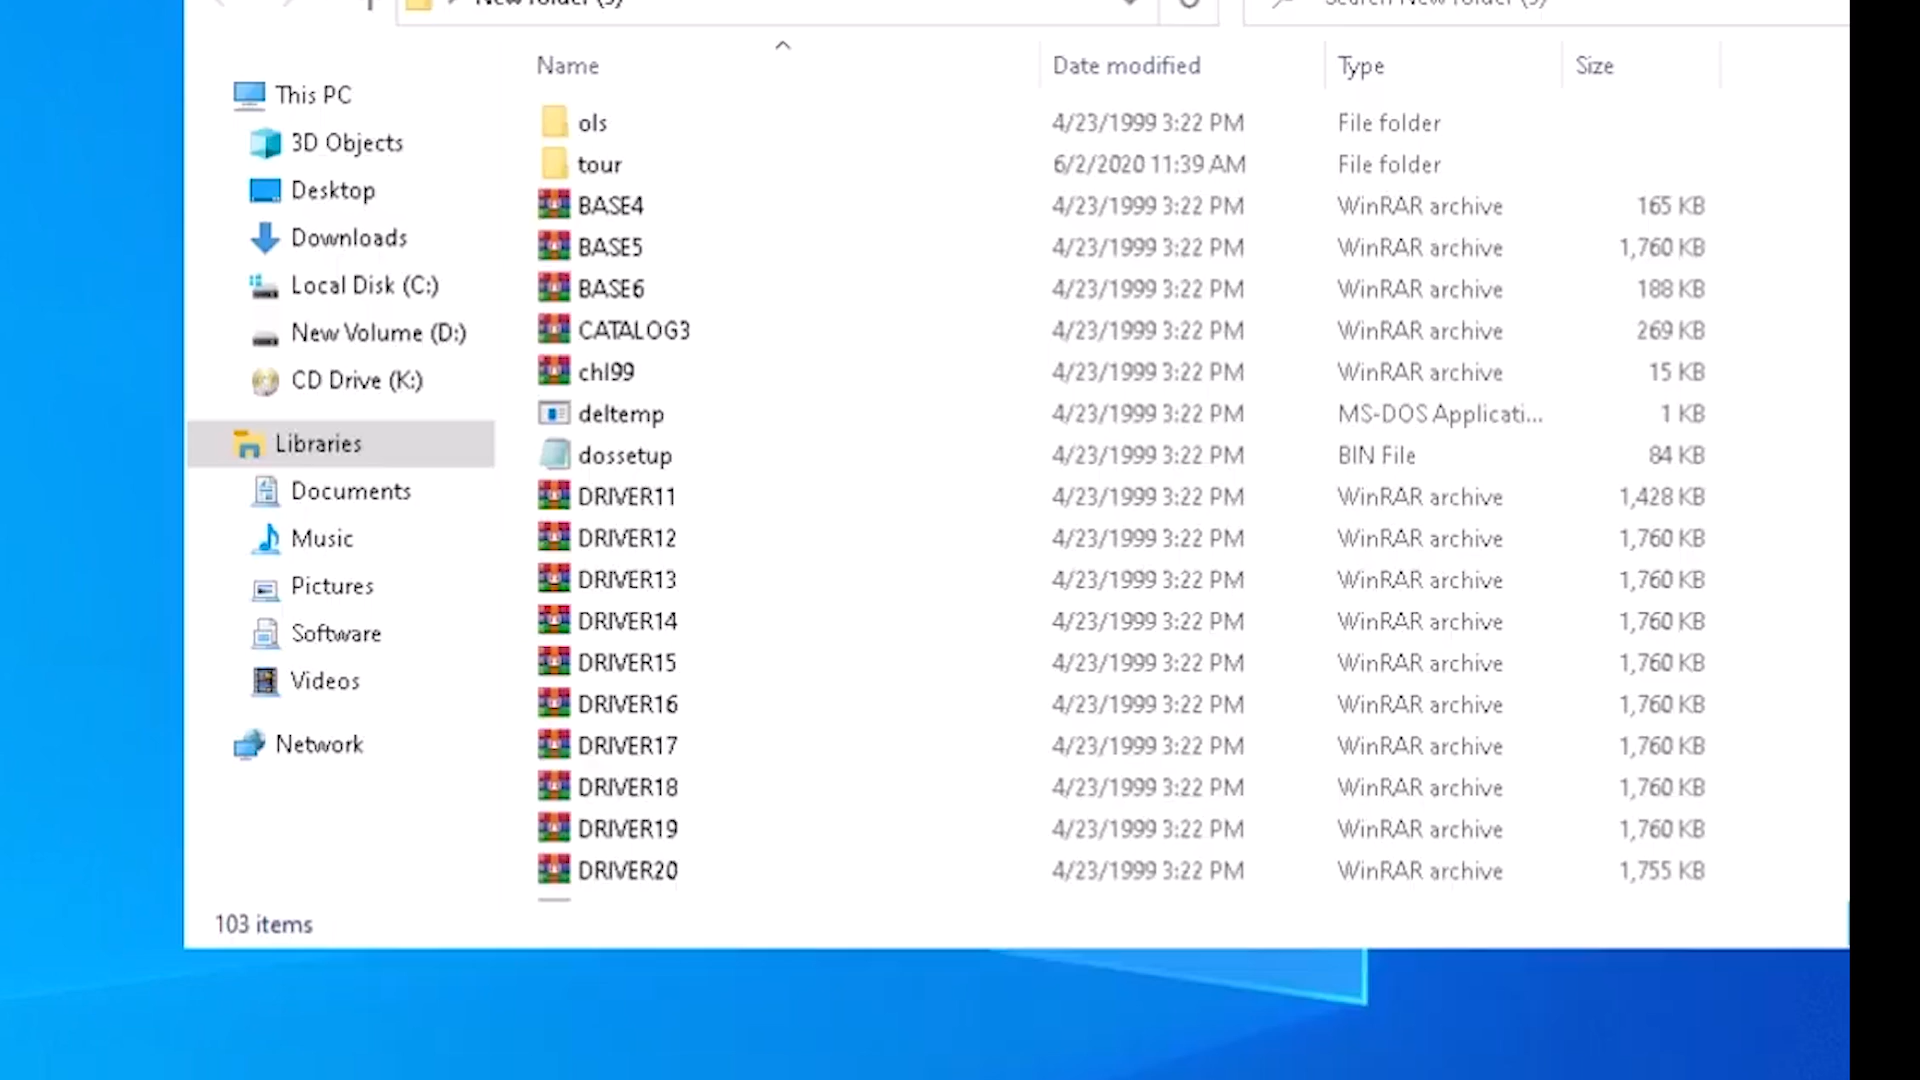 New folder (3)
Search New folder (3)
Name Date modified Type Size
This PC
3D Objects
Desktop
Downloads
Local Disk (C:)
New Volume (D:)
CD Drive (K:)
Libraries
Documents
Music
Pictures
Software
Videos
Network
ols 4/23/1999 3:22 PM File folder
tour 6/2/2020 11:39 AM File folder
BASE4 4/23/1999 3:22 PM WinRAR archive 165 KB
BASE5 4/23/1999 3:22 PM WinRAR archive 1,760 KB
BASE6 4/23/1999 3:22 PM WinRAR archive 188 KB
CATALOG3 4/23/1999 3:22 PM WinRAR archive 269 KB
chl99 4/23/1999 3:22 PM WinRAR archive 15 KB
deltemp 4/23/1999 3:22 PM MS-DOS Applicati... 1 KB
dossetup 4/23/1999 3:22 PM BIN File 84 KB
DRIVER11 4/23/1999 3:22 PM WinRAR archive 1,428 KB
DRIVER12 4/23/1999 3:22 PM WinRAR archive 1,760 KB
DRIVER13 4/23/1999 3:22 PM WinRAR archive 1,760 KB
DRIVER14 4/23/1999 3:22 PM WinRAR archive 1,760 KB
DRIVER15 4/23/1999 3:22 PM WinRAR archive 1,760 KB
DRIVER16 4/23/1999 3:22 PM WinRAR archive 1,760 KB
DRIVER17 4/23/1999 3:22 PM WinRAR archive 1,760 KB
DRIVER18 4/23/1999 3:22 PM WinRAR archive 1,760 KB
DRIVER19 4/23/1999 3:22 PM WinRAR archive 1,760 KB
DRIVER20 4/23/1999 3:22 PM WinRAR archive 1,755 KB
103 items